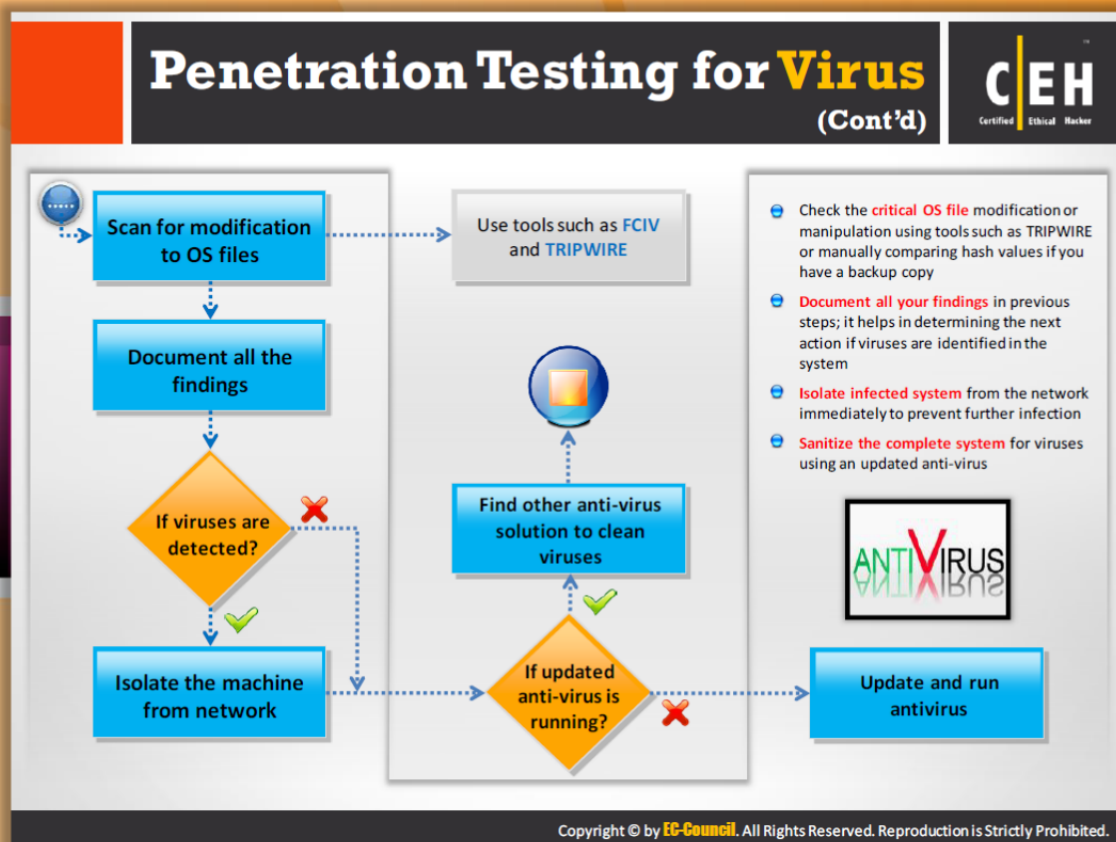 Penetration Testing for Virus
(Cont'd)
CEH
Certified Ethical Hacker
TM
Scan for modification
to OS files
Use tools such as FCIV
and TRIPWIRE
Document all the
findings
If viruses are
detected?
Isolate the machine
from network
Find other anti-virus
solution to clean
viruses
If updated
anti-virus is
running?
Update and run
antivirus
Check the critical OS file modification or
manipulation using tools such as TRIPWIRE
or manually comparing hash values if you
have a backup copy
Document all your findings in previous
steps; it helps in determining the next
action if viruses are identified in the
system
Isolate infected system from the network
immediately to prevent further infection
Sanitize the complete system for viruses
using an updated anti-virus
ANTIVIRUS
Copyright © by EC-Council. All Rights Reserved. Reproduction is Strictly Prohibited.